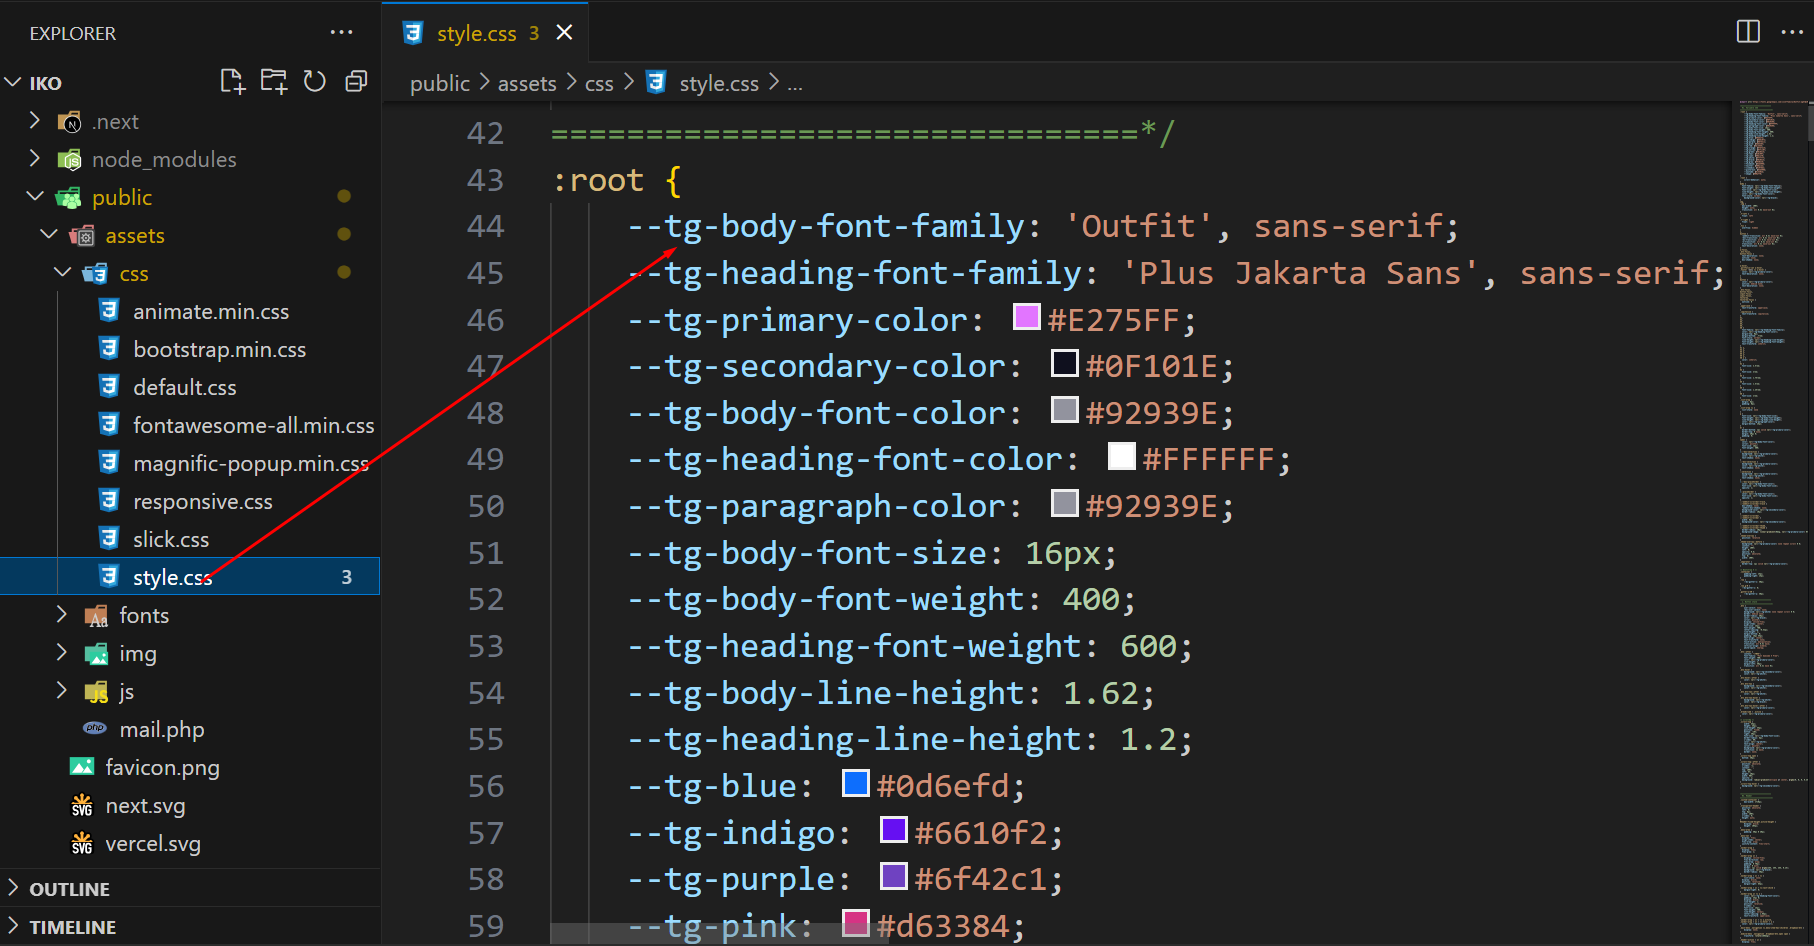 EXPLORER
IKO
.next
node_modules
public
assets
css
animate.min.css
bootstrap.min.css
default.css
fontawesome-all.min.css
magnific-popup.min.css
responsive.css
slick.css
style.css 3
fonts
img
js
mail.php
favicon.png
next.svg
vercel.svg
OUTLINE
TIMELINE
style.css 3
public > assets > css > style.css > ...
42 ===============================*/
43 :root {
44 --tg-body-font-family: 'Outfit', sans-serif;
45 --tg-heading-font-family: 'Plus Jakarta Sans', sans-serif;
46 --tg-primary-color: #E275FF;
47 --tg-secondary-color: #0F101E;
48 --tg-body-font-color: #92939E;
49 --tg-heading-font-color: #FFFFFF;
50 --tg-paragraph-color: #92939E;
51 --tg-body-font-size: 16px;
52 --tg-body-font-weight: 400;
53 --tg-heading-font-weight: 600;
54 --tg-body-line-height: 1.62;
55 --tg-heading-line-height: 1.2;
56 --tg-blue: #0d6efd;
57 --tg-indigo: #6610f2;
58 --tg-purple: #6f42c1;
59 --tg-pink: #d63384;